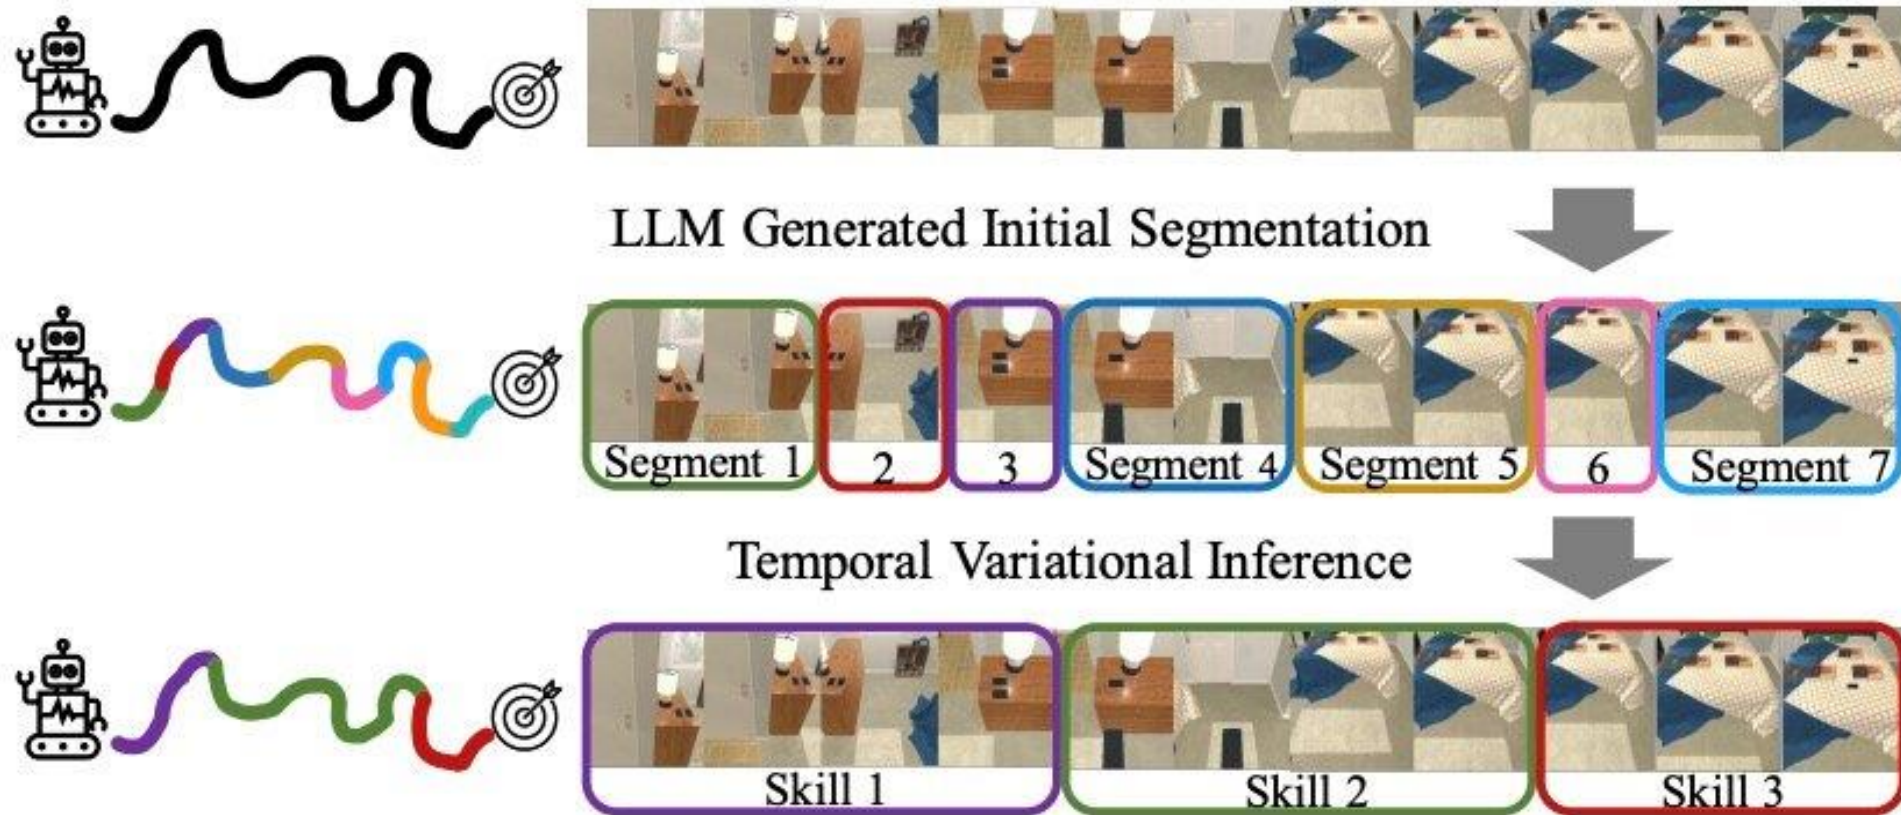 LLM Generated Initial Segmentation
Segment 1 2 3 Segment 4 Segment 5 6 Segment 7
Temporal Variational Inference
Skill 1 Skill 2 Skill 3